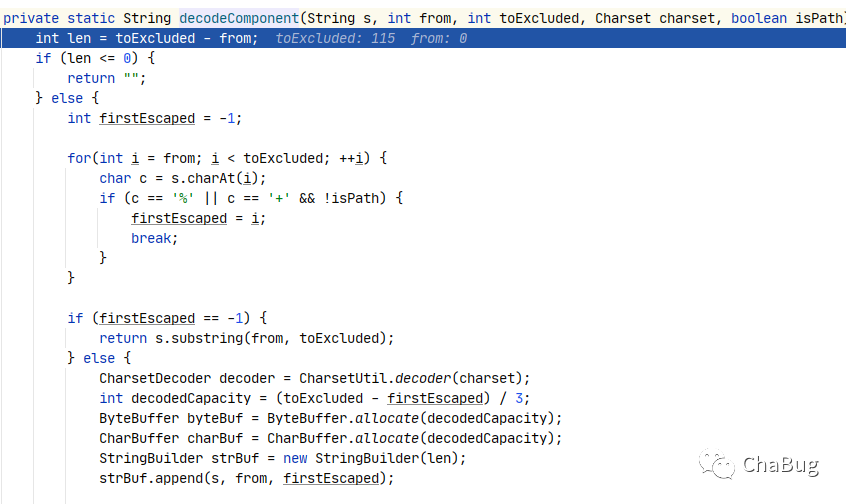 private static String decodeComponent(String s, int from, int toExcluded, Charset charset, boolean isPath)
    int len = toExcluded - from;  toExcluded: 115  from: 0
    if (len <= 0) {
        return "";
    } else {
        int firstEscaped = -1;

        for(int i = from; i < toExcluded; ++i) {
            char c = s.charAt(i);
            if (c == '%' || c == '+' && !isPath) {
                firstEscaped = i;
                break;
            }
        }

        if (firstEscaped == -1) {
            return s.substring(from, toExcluded);
        } else {
            CharsetDecoder decoder = CharsetUtil.decoder(charset);
            int decodedCapacity = (toExcluded - firstEscaped) / 3;
            ByteBuffer byteBuf = ByteBuffer.allocate(decodedCapacity);
            CharBuffer charBuf = CharBuffer.allocate(decodedCapacity);
            StringBuilder strBuf = new StringBuilder(len);
            strBuf.append(s, from, firstEscaped);
ChaBug